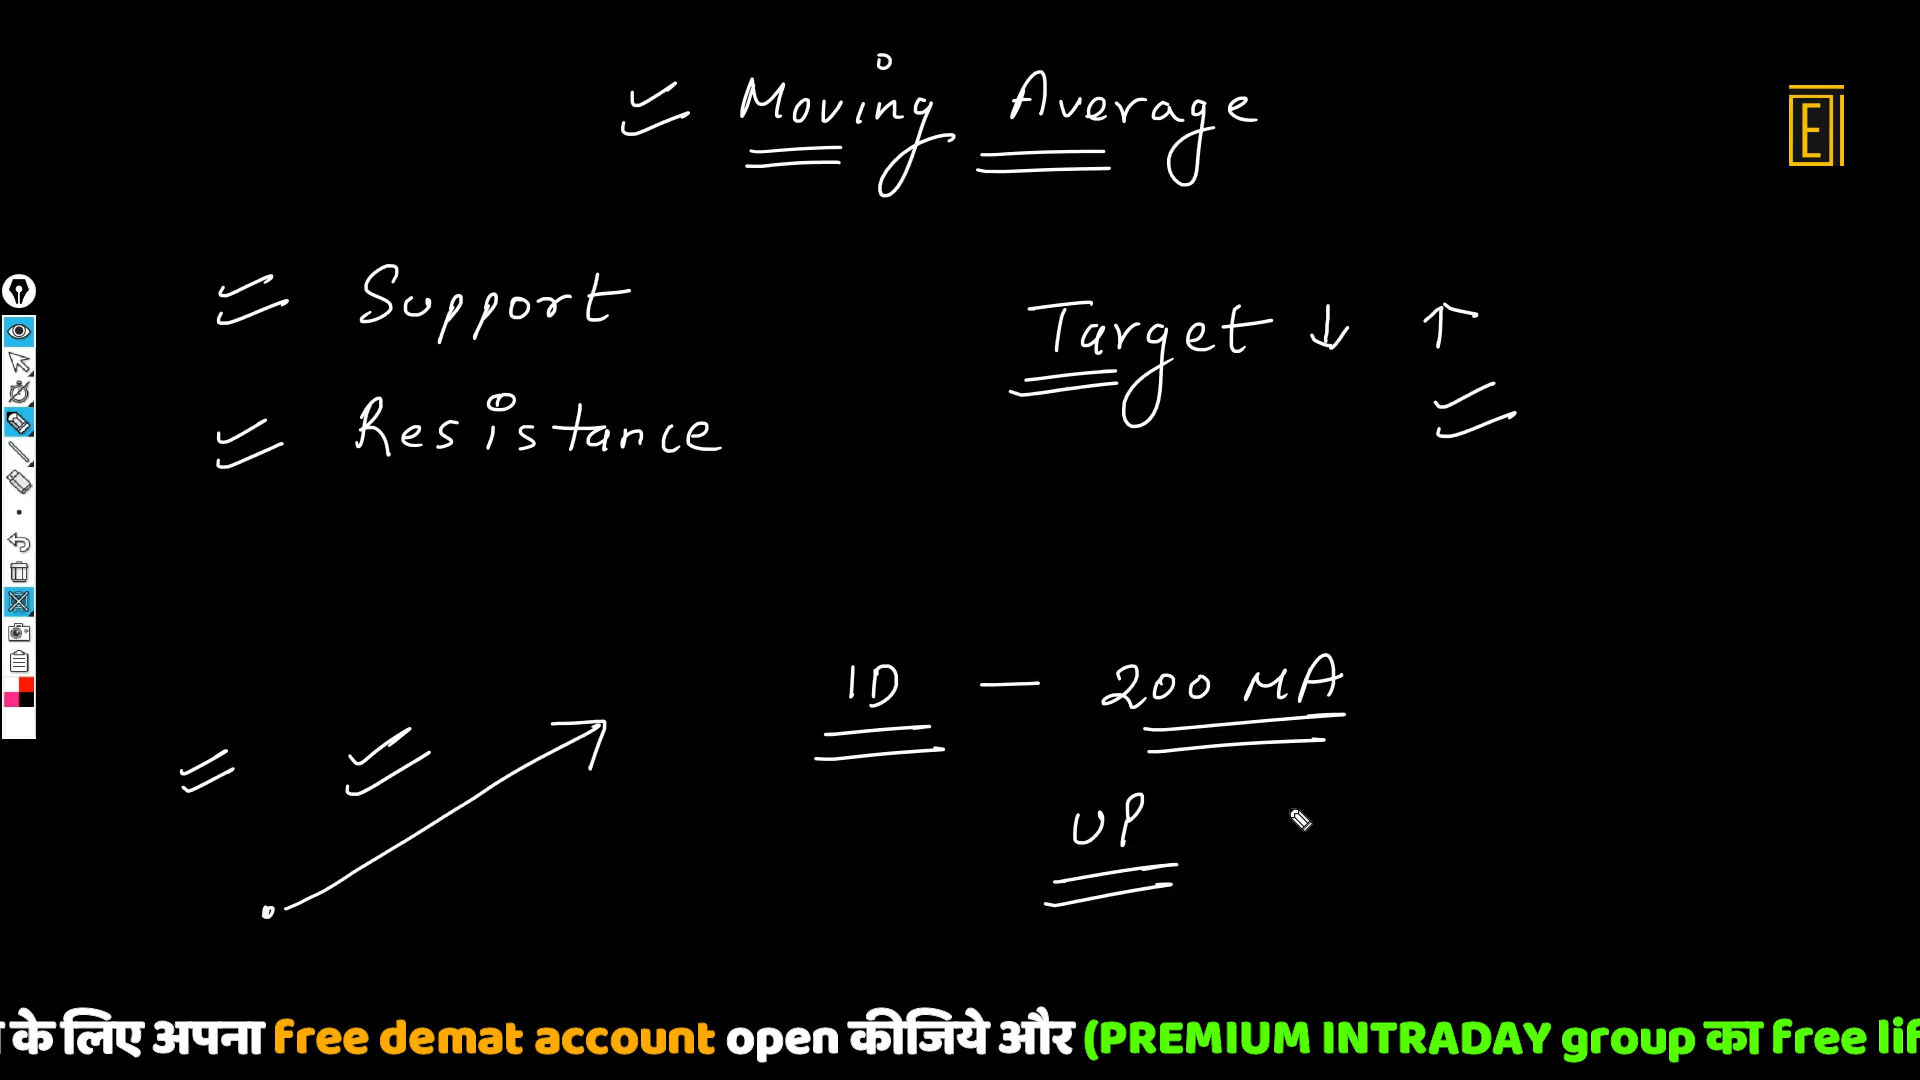 Moving Average
E
Support
Target ↓ ↑
Resistance
1D — 200 MA
UP
के लिए अपना free demat account open कीजिये और (PREMIUM INTRADAY group का free